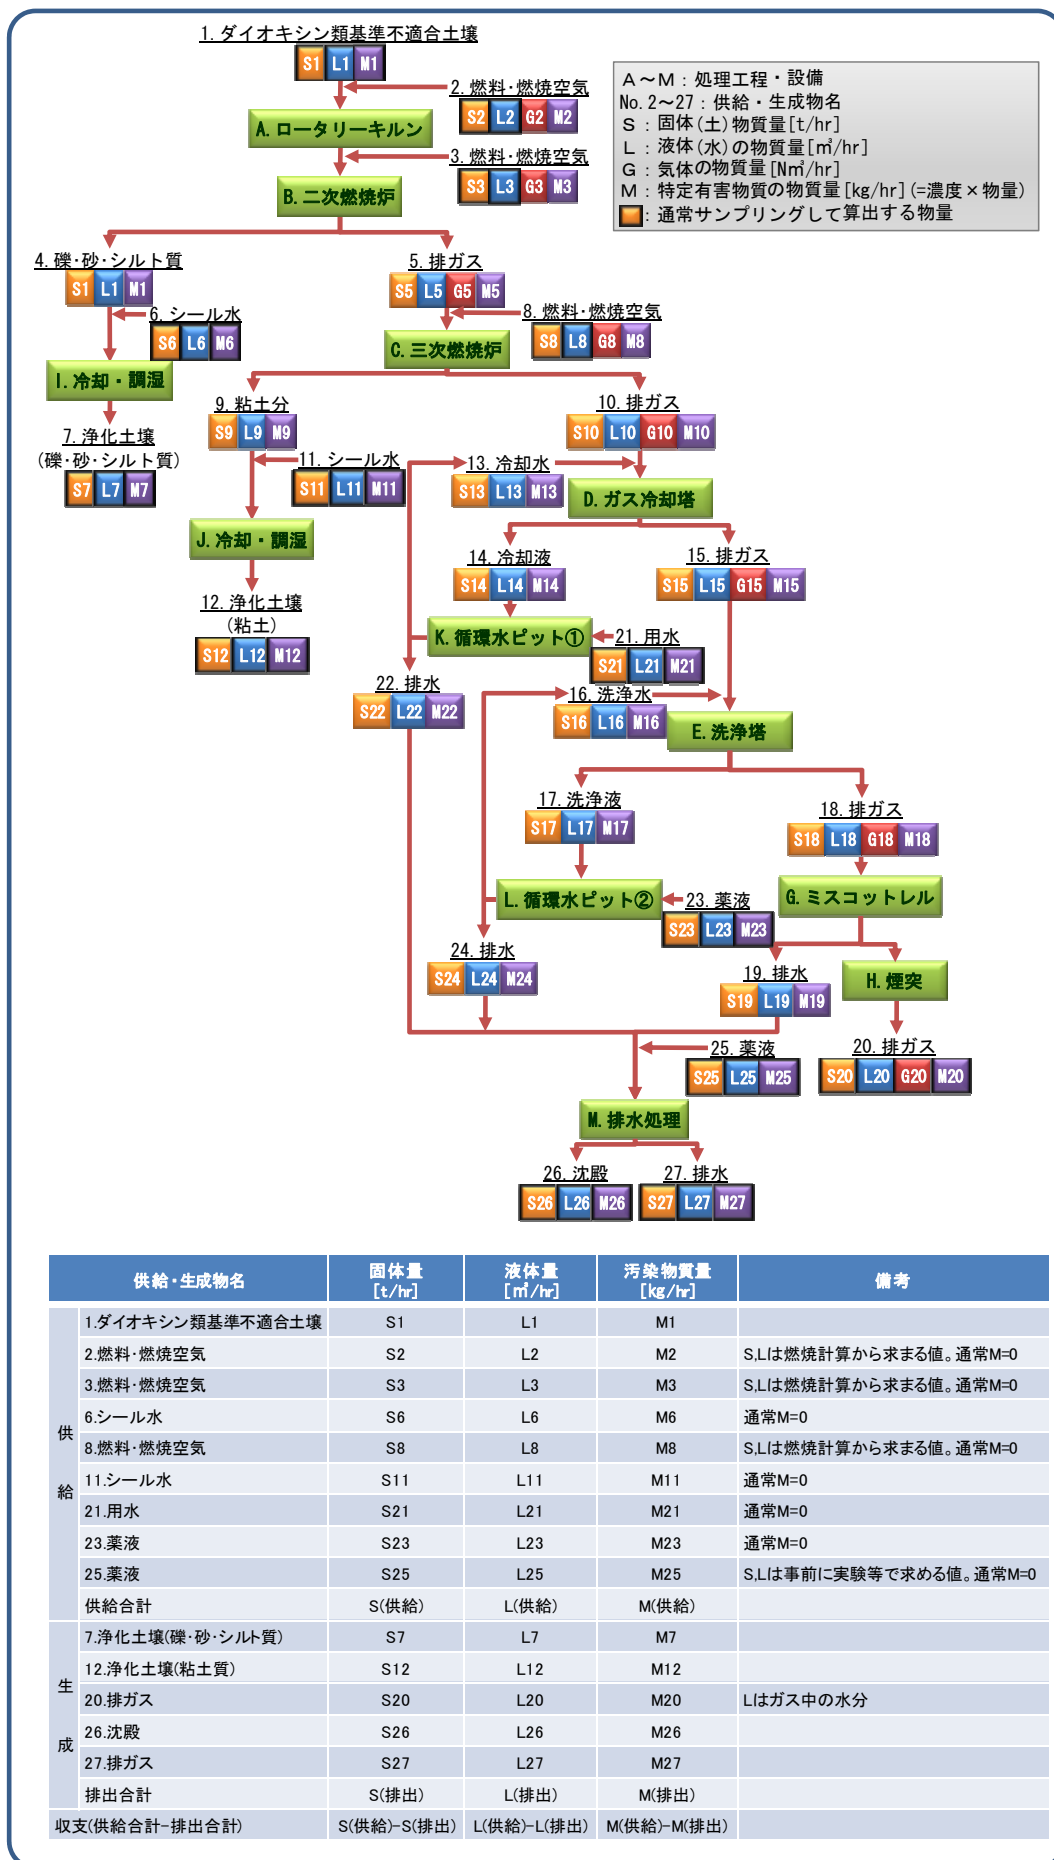 1. ダイオキシン類基準不適合土壌
S1 L1 M1
2. 燃料・燃焼空気
S2 L2 G2 M2
A～M：処理工程・設備
No.2～27：供給・生成物名
S：固体(土)物質量[t/hr]
L：液体(水)の物質量[㎥/hr]
G：気体の物質量[N㎥/hr]
M：特定有害物質の物質量[kg/hr](=濃度×物量)
：通常サンプリングして算出する物量
A. ロータリーキルン
3. 燃料・燃焼空気
S3 L3 G3 M3
B. 二次燃焼炉
4. 礫・砂・シルト質
S1 L1 M1
5. 排ガス
S5 L5 G5 M5
6. シール水
S6 L6 M6
8. 燃料・燃焼空気
S8 L8 G8 M8
C. 三次燃焼炉
I. 冷却・調湿
9. 粘土分
S9 L9 M9
10. 排ガス
S10 L10 G10 M10
7. 浄化土壌
(礫・砂・シルト質)
S7 L7 M7
11. シール水
S11 L11 M11
13. 冷却水
S13 L13 M13
D. ガス冷却塔
J. 冷却・調湿
14. 冷却液
S14 L14 M14
15. 排ガス
S15 L15 G15 M15
12. 浄化土壌
(粘土)
S12 L12 M12
K. 循環水ピット①
21. 用水
S21 L21 M21
22. 排水
S22 L22 M22
16. 洗浄水
S16 L16 M16
E. 洗浄塔
17. 洗浄液
S17 L17 M17
18. 排ガス
S18 L18 G18 M18
L. 循環水ピット②
23. 薬液
S23 L23 M23
G. ミスコットレル
24. 排水
S24 L24 M24
19. 排水
S19 L19 M19
H. 煙突
25. 薬液
S25 L25 M25
20. 排ガス
S20 L20 G20 M20
M. 排水処理
26. 沈殿
S26 L26 M26
27. 排水
S27 L27 M27
供給・生成物名 固体量[t/hr] 液体量[㎥/hr] 汚染物質量[kg/hr] 備考
供給
1.ダイオキシン類基準不適合土壌 S1 L1 M1
2.燃料・燃焼空気 S2 L2 M2 S,Lは燃焼計算から求まる値。通常M=0
3.燃料・燃焼空気 S3 L3 M3 S,Lは燃焼計算から求まる値。通常M=0
6.シール水 S6 L6 M6 通常M=0
8.燃料・燃焼空気 S8 L8 M8 S,Lは燃焼計算から求まる値。通常M=0
11.シール水 S11 L11 M11 通常M=0
21.用水 S21 L21 M21 通常M=0
23.薬液 S23 L23 M23 通常M=0
25.薬液 S25 L25 M25 S,Lは事前に実験等で求める値。通常M=0
供給合計 S(供給) L(供給) M(供給)
生成
7.浄化土壌(礫・砂・シルト質) S7 L7 M7
12.浄化土壌(粘土質) S12 L12 M12
20.排ガス S20 L20 M20 Lはガス中の水分
26.沈殿 S26 L26 M26
27.排ガス S27 L27 M27
排出合計 S(排出) L(排出) M(排出)
収支(供給合計-排出合計) S(供給)-S(排出) L(供給)-L(排出) M(供給)-M(排出)